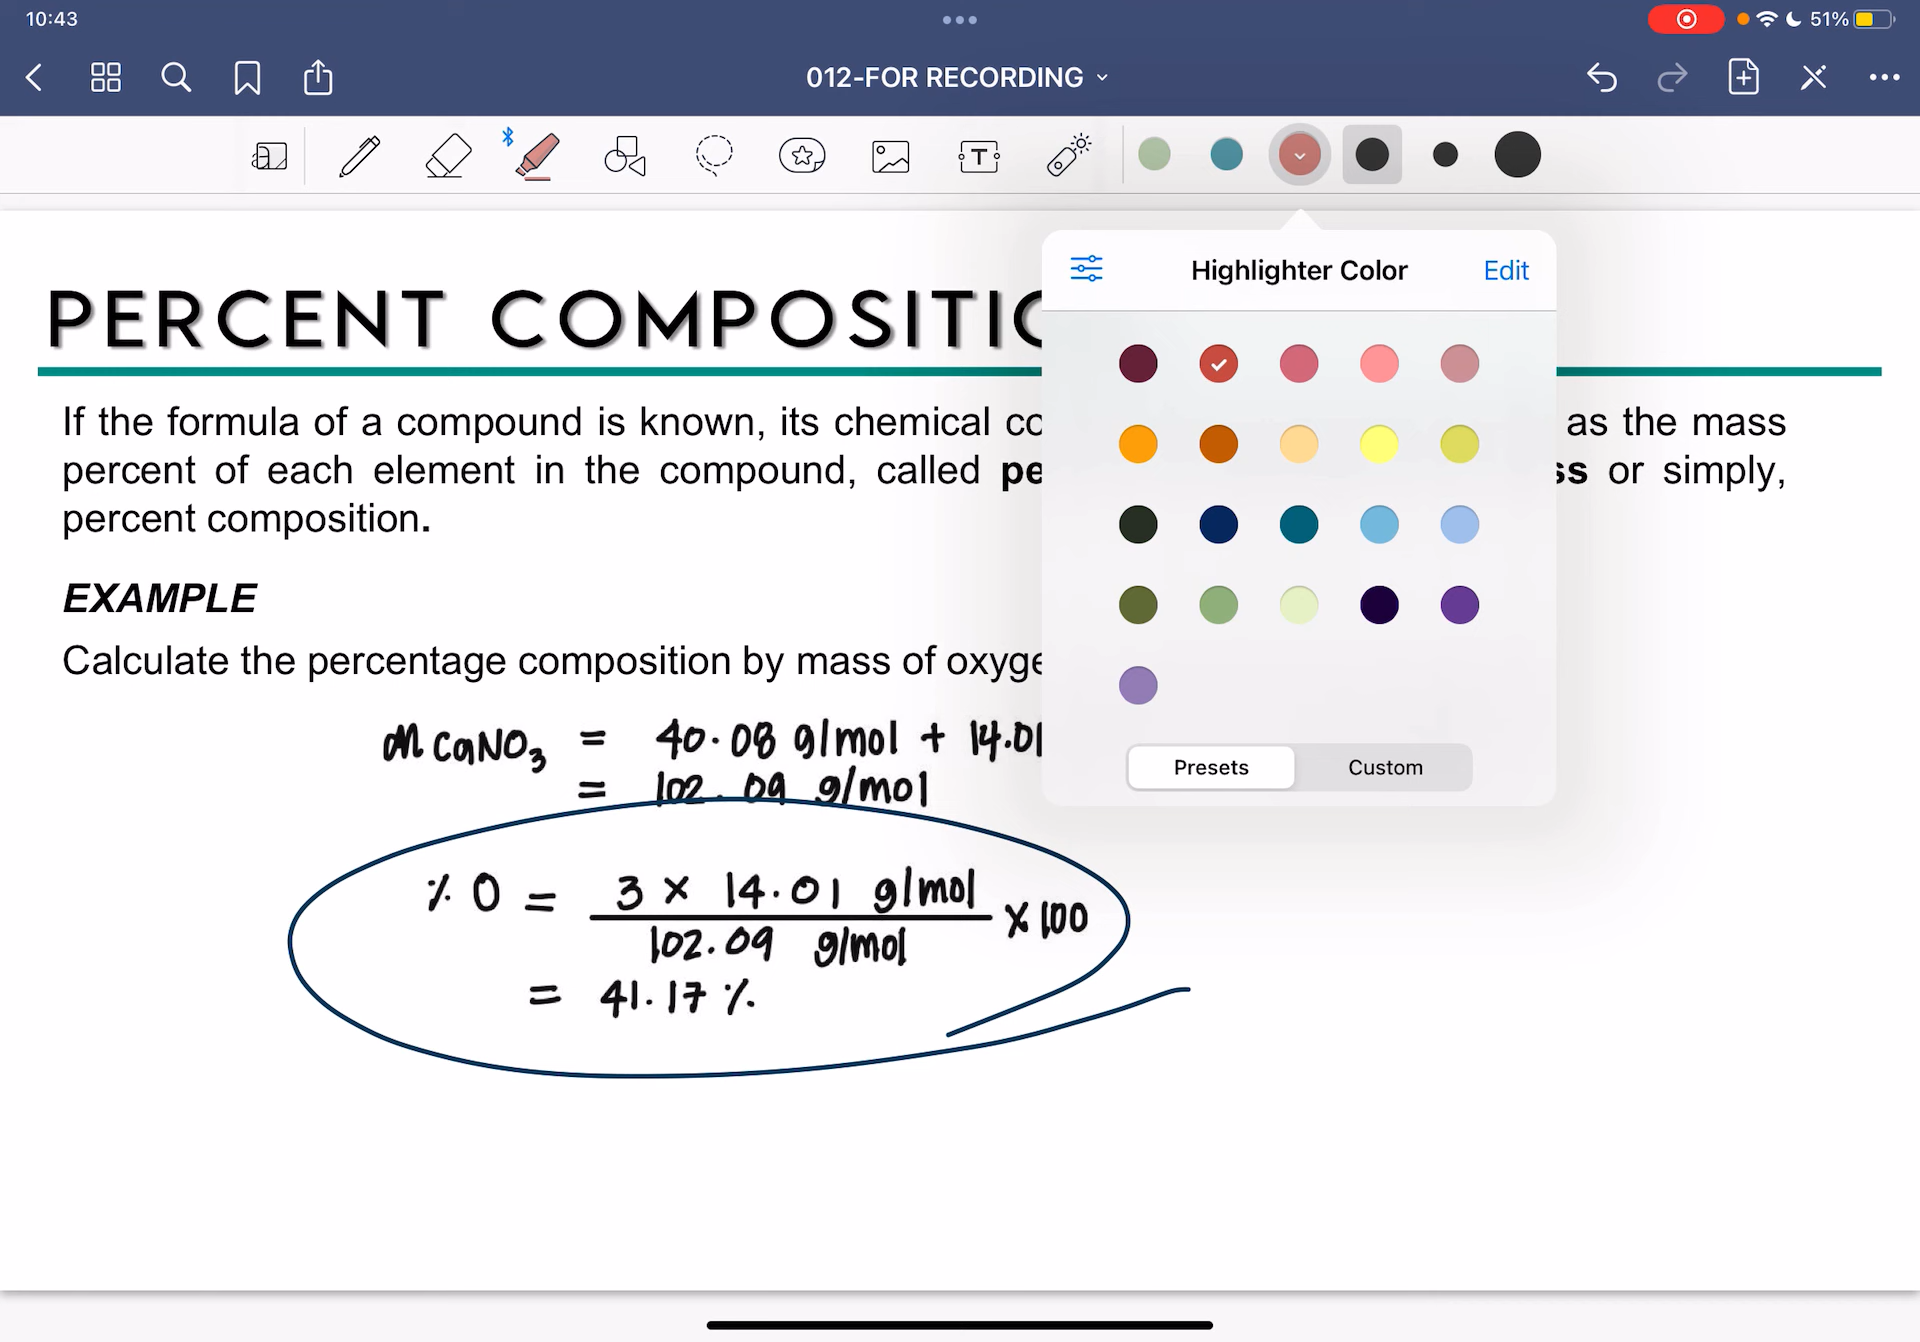 10:43
51%
012-FOR RECORDING
T
Highlighter Color
Edit
PERCENT COMPOSITIO
If the formula of a compound is known, its chemical co as the mass
percent of each element in the compound, called pe ss or simply,
percent composition.
EXAMPLE
Calculate the percentage composition by mass of oxyge
m CaNO3 = 40.08 g/mol + 14.01
= 102.09 g/mol
Presets
Custom
% O = 3 x 14.01 g/mol
102.09 g/mol
x 100
= 41.17 %